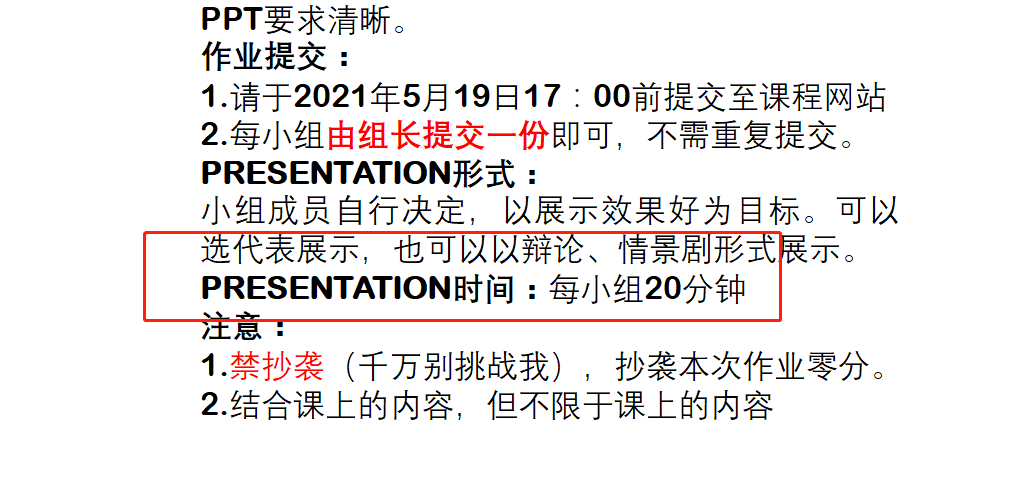 PPT要求清晰。
作业提交：
1.请于2021年5月19日17：00前提交至课程网站
2.每小组由组长提交一份即可，不需重复提交。
PRESENTATION形式：
小组成员自行决定，以展示效果好为目标。可以
选代表展示，也可以以辩论、情景剧形式展示。
PRESENTATION时间：每小组20分钟
注意：
1.禁抄袭（千万别挑战我），抄袭本次作业零分。
2.结合课上的内容，但不限于课上的内容